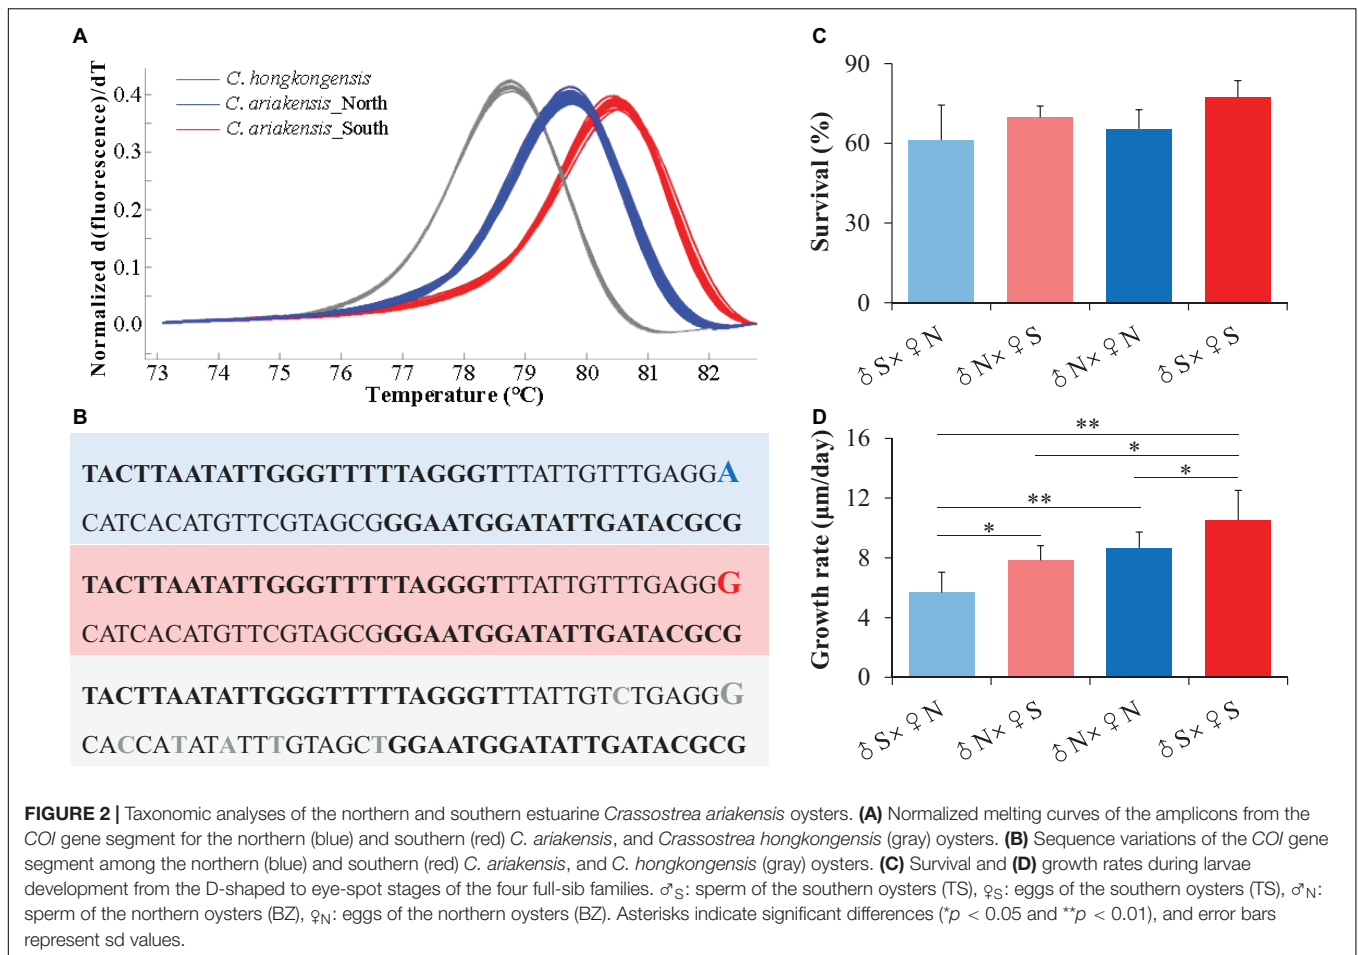 A
Normalized d(fluorescence)/dT
C. hongkongensis
C. ariakensis_North
C. ariakensis_South
0.4
0.3
0.2
0.1
0.0
73 74 75 76 77 78 79 80 81 82
Temperature (°C)
B
TACTTAATATTGGGTTTTTAGGGTTTATTGTTTGAGGA
CATCACATGTTCGTAGCGGGAATGGATATTGATACGCG
TACTTAATATTGGGTTTTTAGGGTTTATTGTTTGAGGG
CATCACATGTTCGTAGCGGGAATGGATATTGATACGCG
TACTTAATATTGGGTTTTTAGGGTTTATTGTCTGAGGG
CACCATATATTTGTAGCTGGAATGGATATTGATACGCG
C
Survival (%)
90
60
30
0
♂S×♀N ♂N×♀S ♂N×♀N ♂S×♀S
D
Growth rate (μm/day)
16
12
8
4
0
**
*
*
**
*
♂S×♀N ♂N×♀S ♂N×♀N ♂S×♀S
FIGURE 2 | Taxonomic analyses of the northern and southern estuarine Crassostrea ariakensis oysters. (A) Normalized melting curves of the amplicons from the
COI gene segment for the northern (blue) and southern (red) C. ariakensis, and Crassostrea hongkongensis (gray) oysters. (B) Sequence variations of the COI gene
segment among the northern (blue) and southern (red) C. ariakensis, and C. hongkongensis (gray) oysters. (C) Survival and (D) growth rates during larvae
development from the D-shaped to eye-spot stages of the four full-sib families. ♂S: sperm of the southern oysters (TS), ♀S: eggs of the southern oysters (TS), ♂N:
sperm of the northern oysters (BZ), ♀N: eggs of the northern oysters (BZ). Asterisks indicate significant differences (*p < 0.05 and **p < 0.01), and error bars
represent sd values.